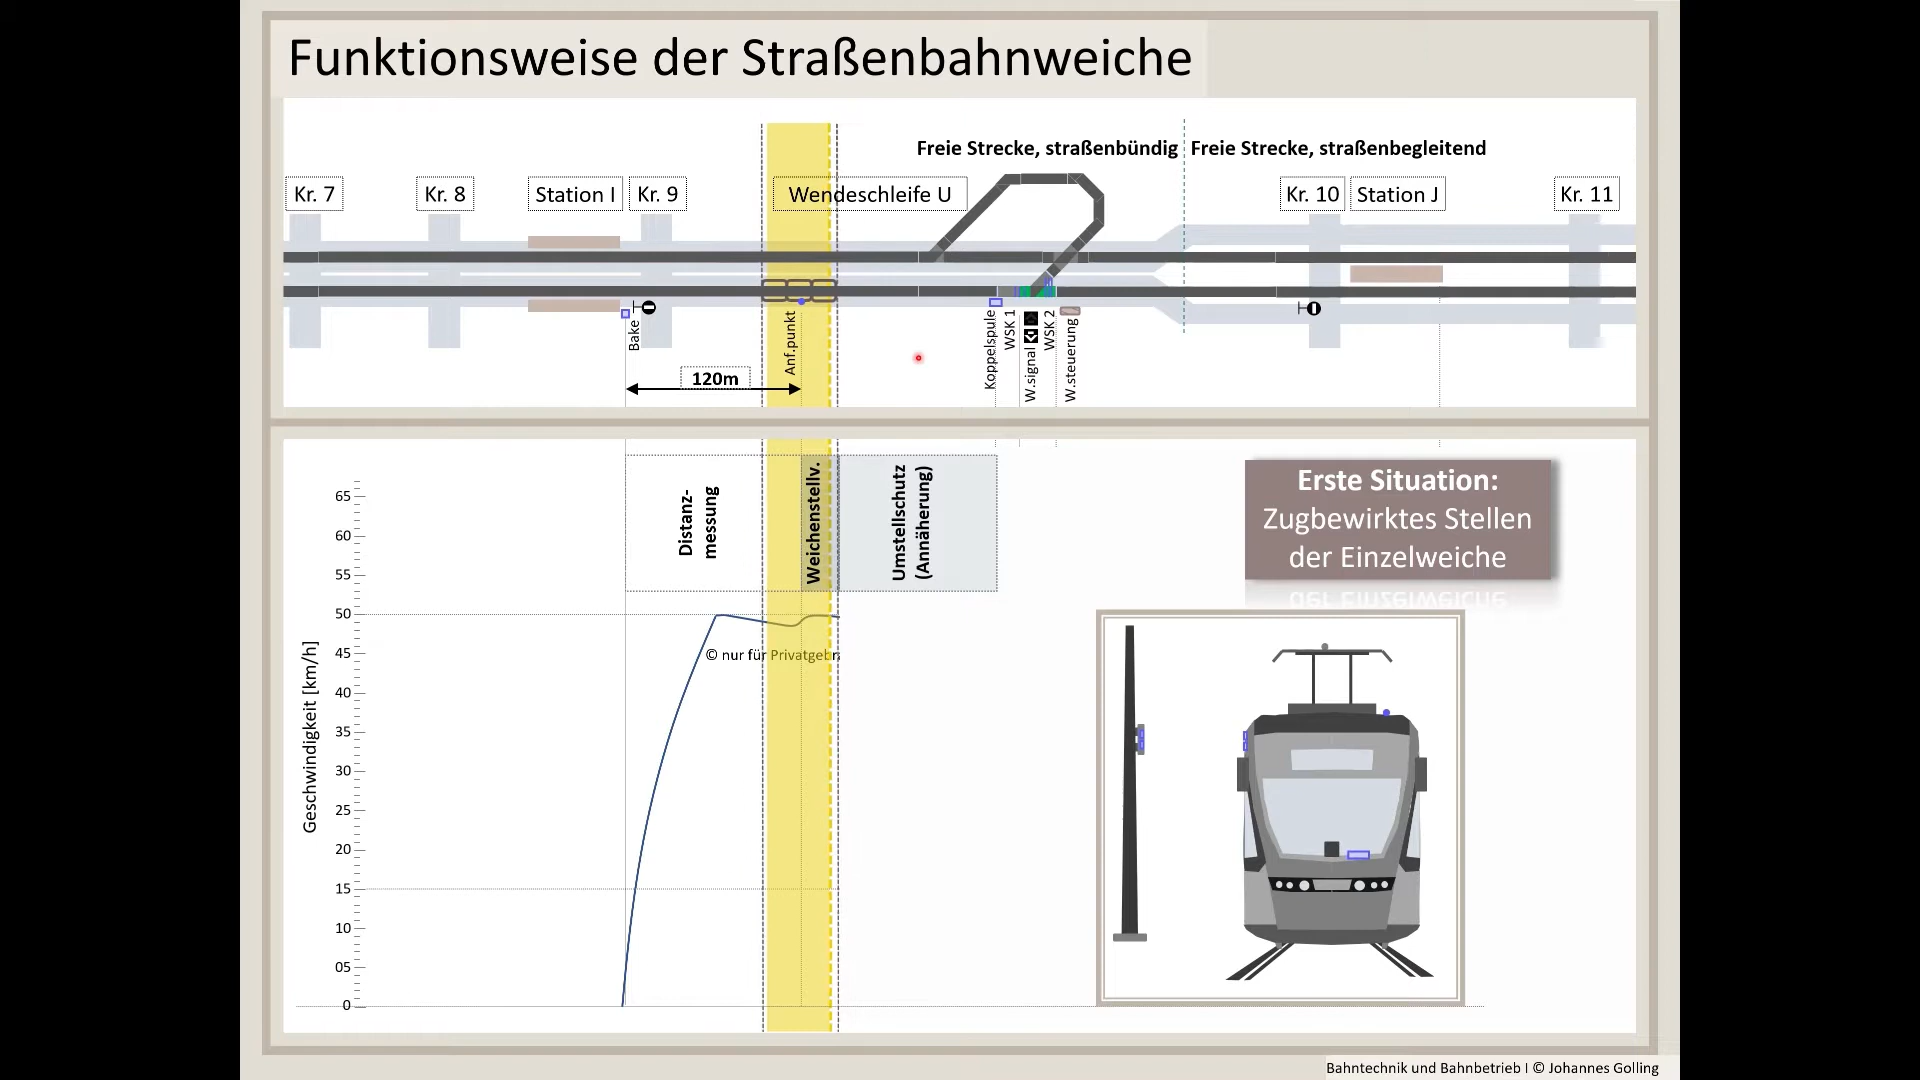 Funktionsweise der Straßenbahnweiche
Freie Strecke, straßenbündig
Freie Strecke, straßenbegleitend
Kr. 7
Kr. 8
Station I
Kr. 9
Wendeschleife U
Kr. 10
Station J
Kr. 11
Bake
Anf.punkt
Koppelspule
WSK 1
W.signal
WSK 2
W.steuerung
120m
Distanz-
messung
Weichenstellv.
Umstellschutz
(Annäherung)
Erste Situation:
Zugbewirktes Stellen
der Einzelweiche
Geschwindigkeit [km/h]
65
60
55
50
45
40
35
30
25
20
15
10
05
0
© nur für Privatgebr
Bahntechnik und Bahnbetrieb I © Johannes Golling